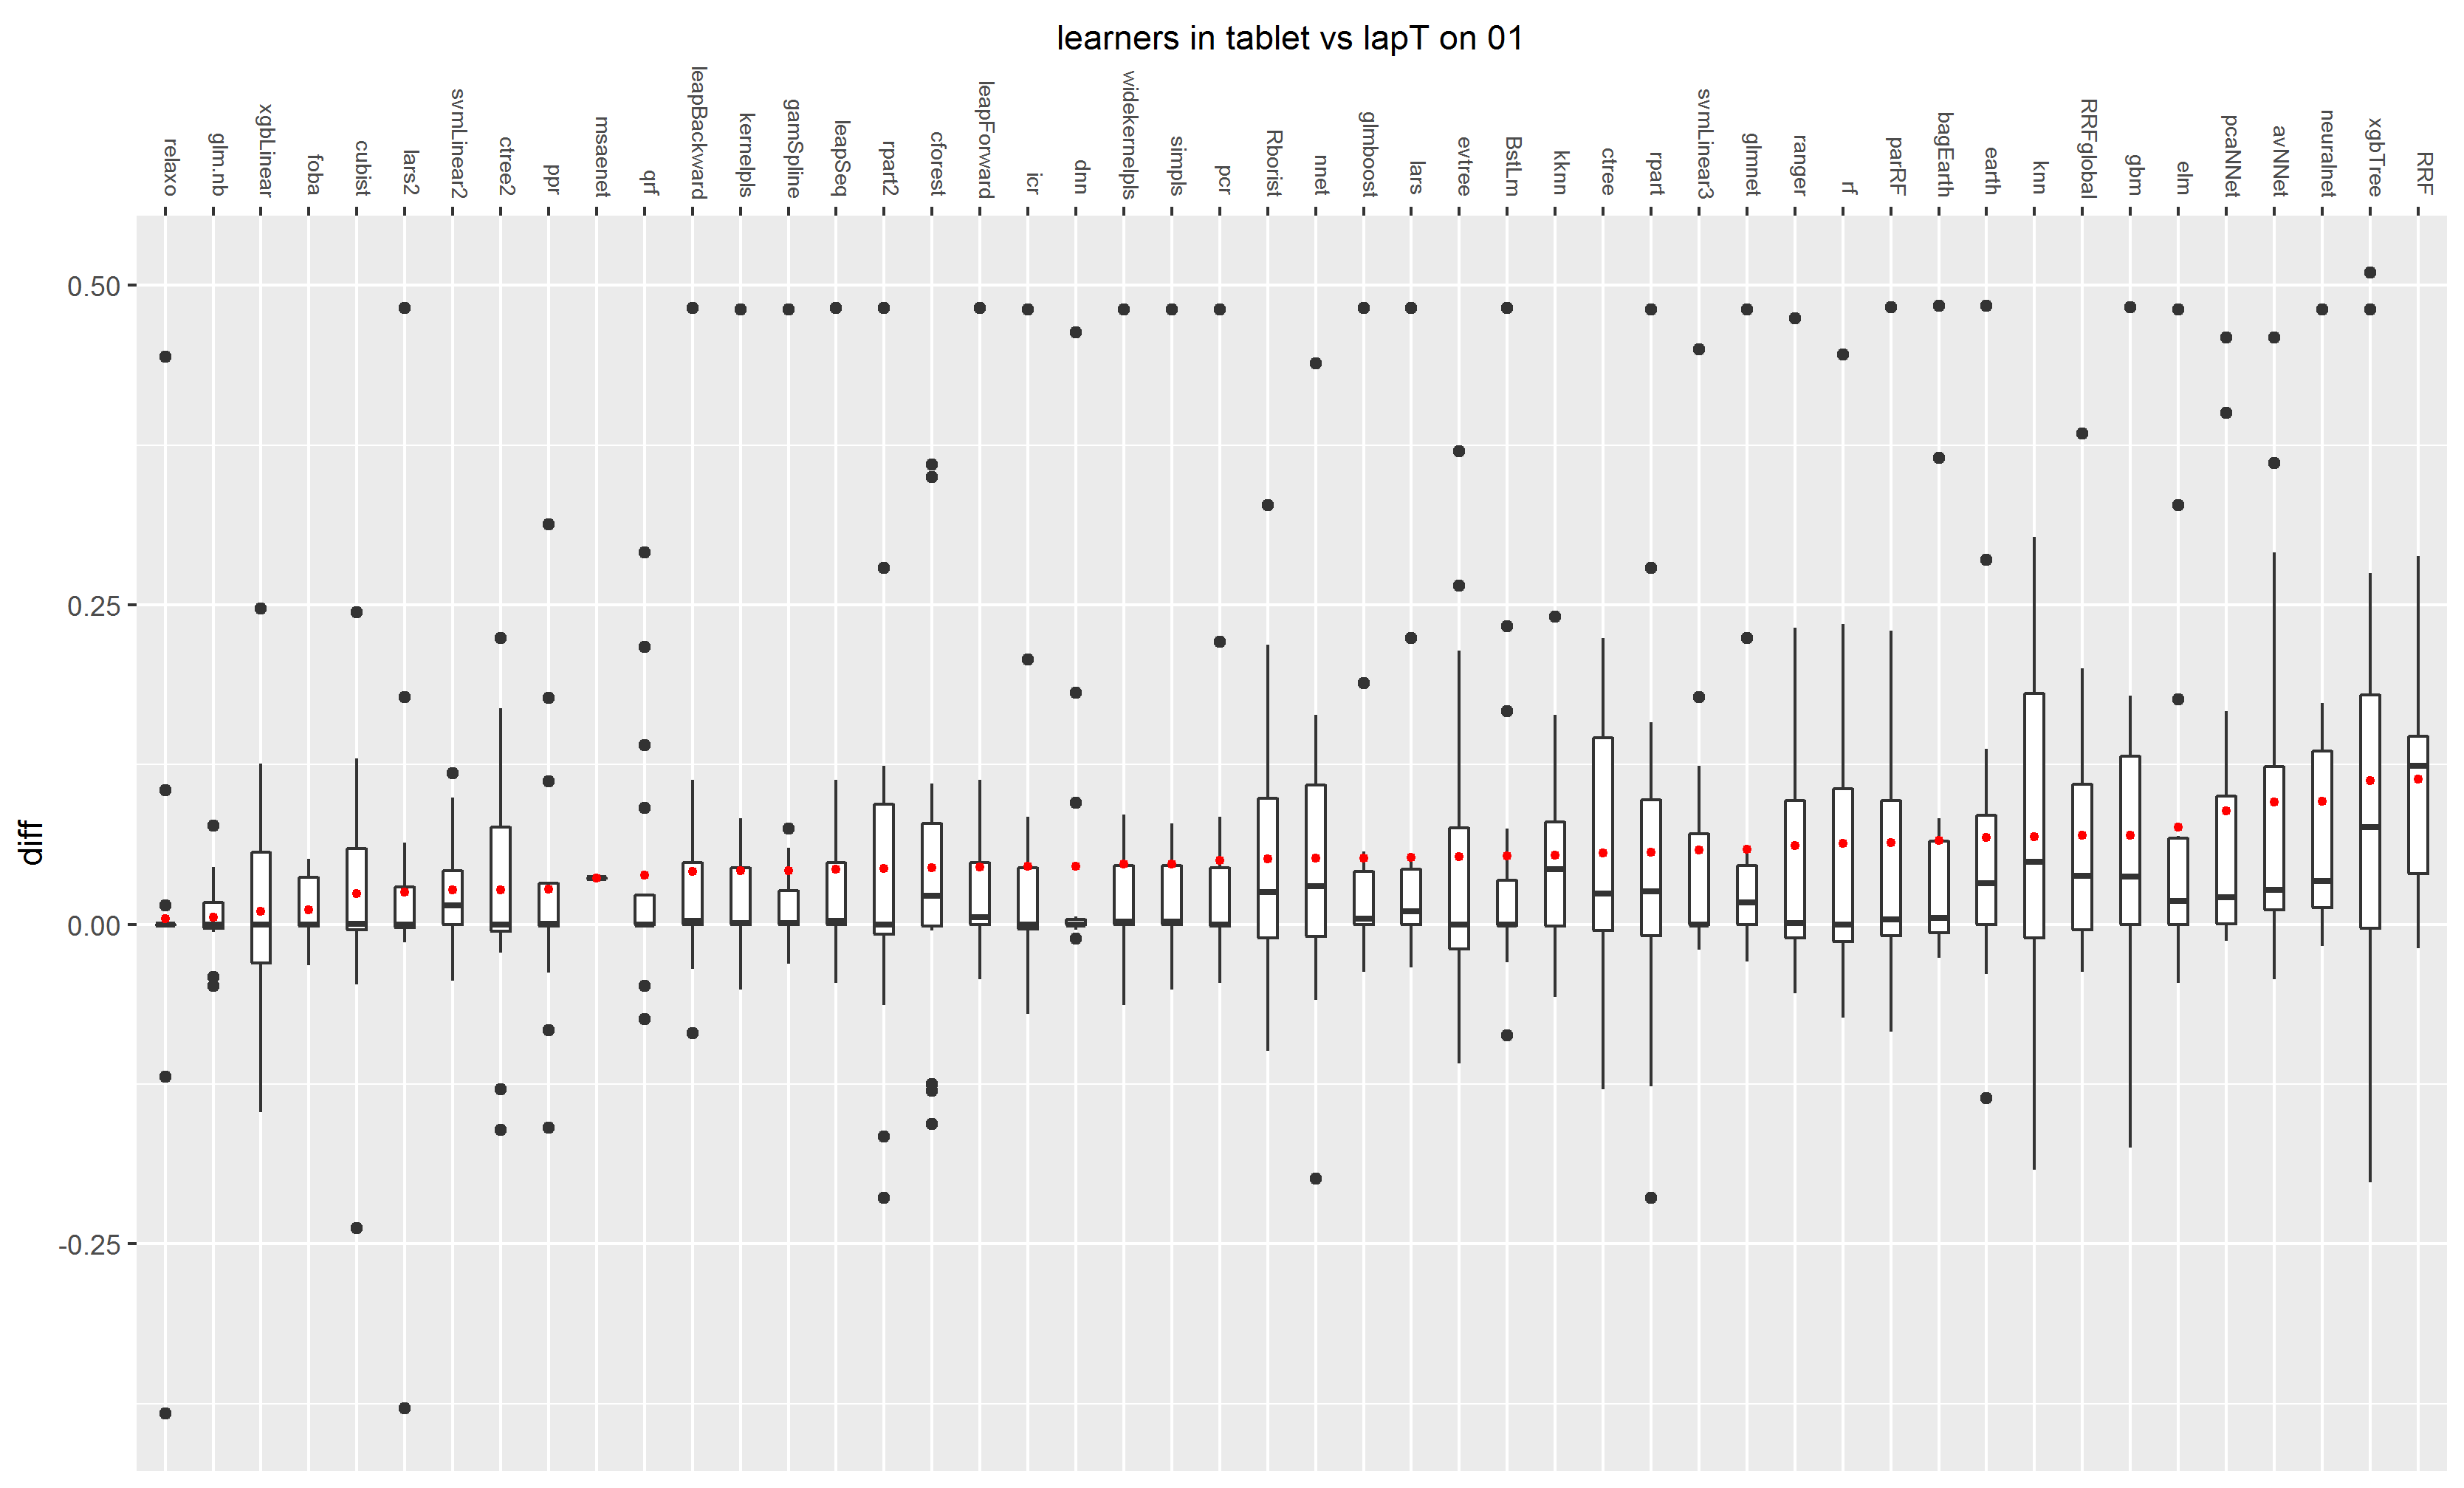 learners in tablet vs lapT on 01
relaxo
glm.nb
xgbLinear
foba
cubist
lars2
svmLinear2
ctree2
ppr
msaenet
qrf
leapBackward
kernelpls
gamSpline
leapSeq
rpart2
cforest
leapForward
icr
dnn
widekernelpls
simpls
pcr
Rborist
nnet
glmboost
lars
evtree
BstLm
kknn
ctree
rpart
svmLinear3
glmnet
ranger
rf
parRF
bagEarth
earth
knn
RRFglobal
gbm
elm
pcaNNet
avNNet
neuralnet
xgbTree
RRF
0.50
0.25
0.00
-0.25
diff